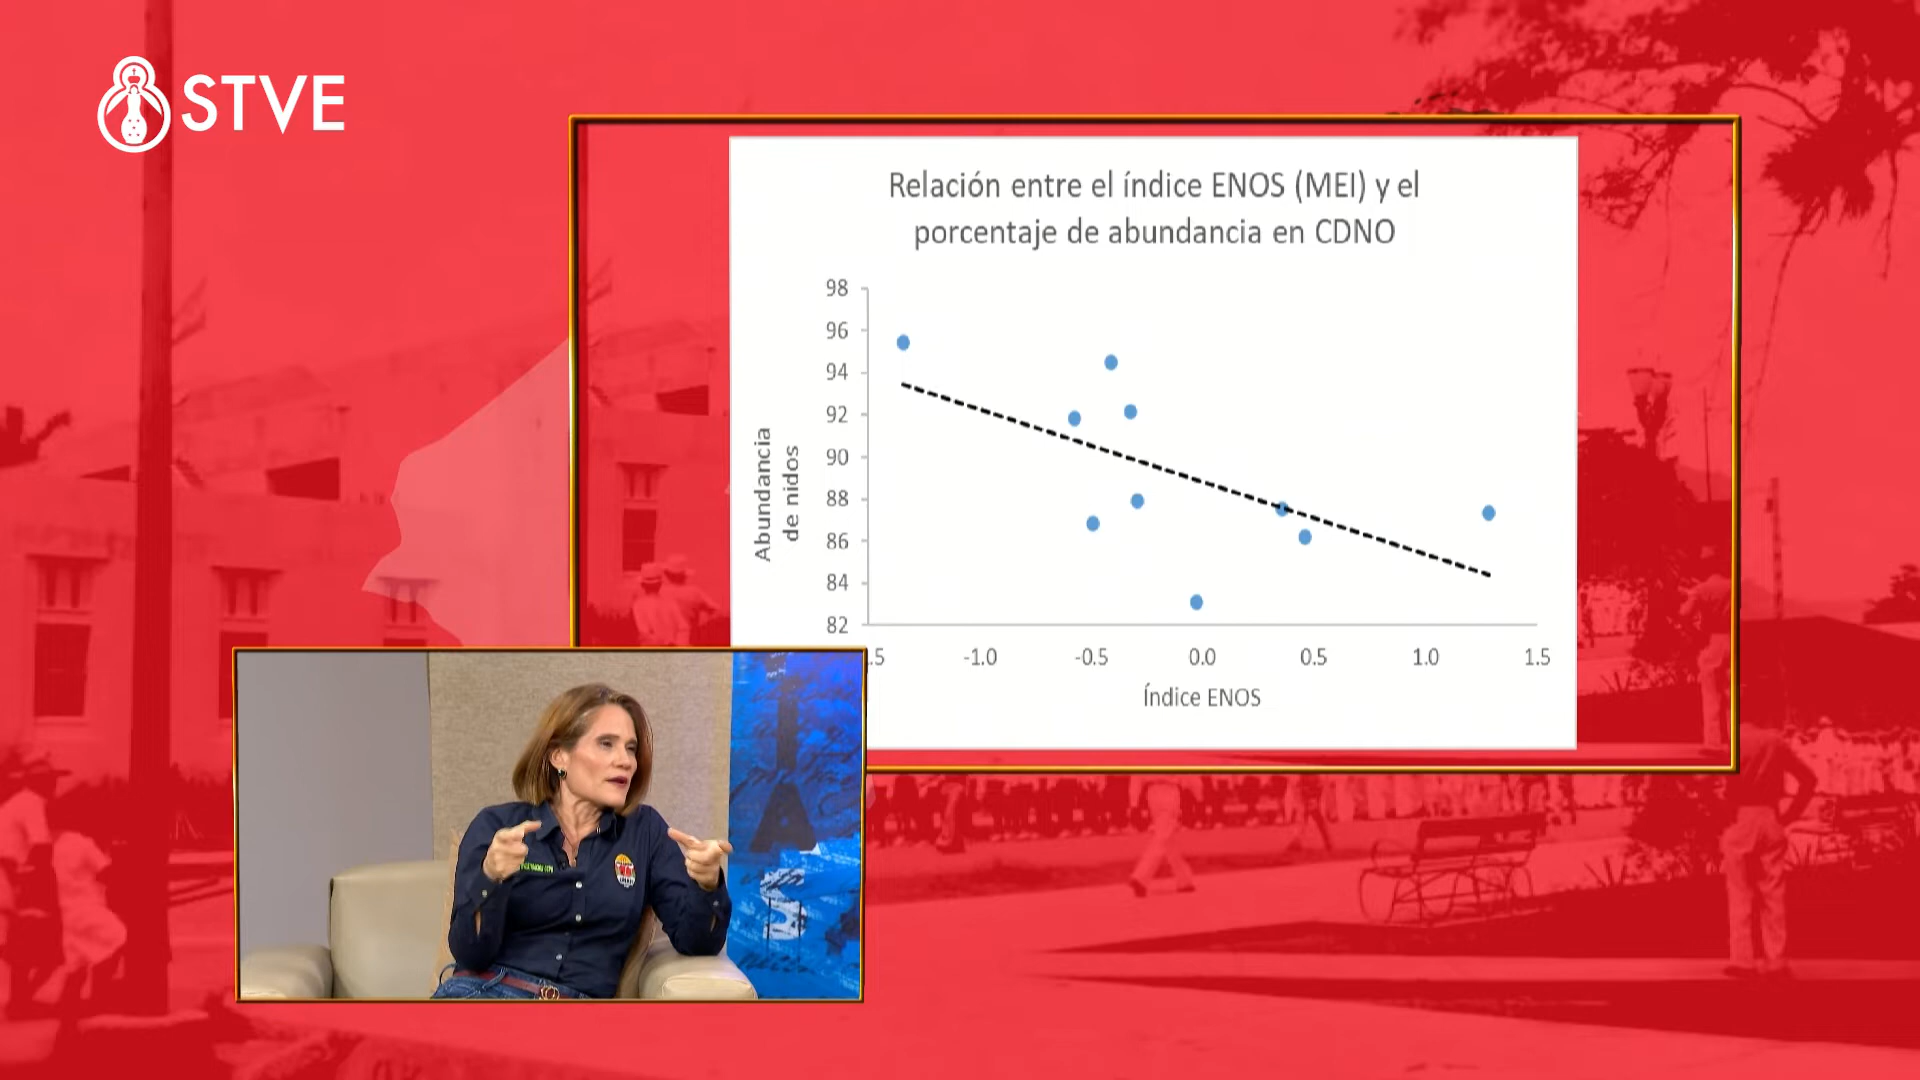 STVE
Relación entre el índice ENOS (MEI) y el
porcentaje de abundancia en CDNO
98
96
94
92
90
88
86
84
82
Abundancia
de nidos
.5
-1.0
-0.5
0.0
0.5
1.0
1.5
Índice ENOS